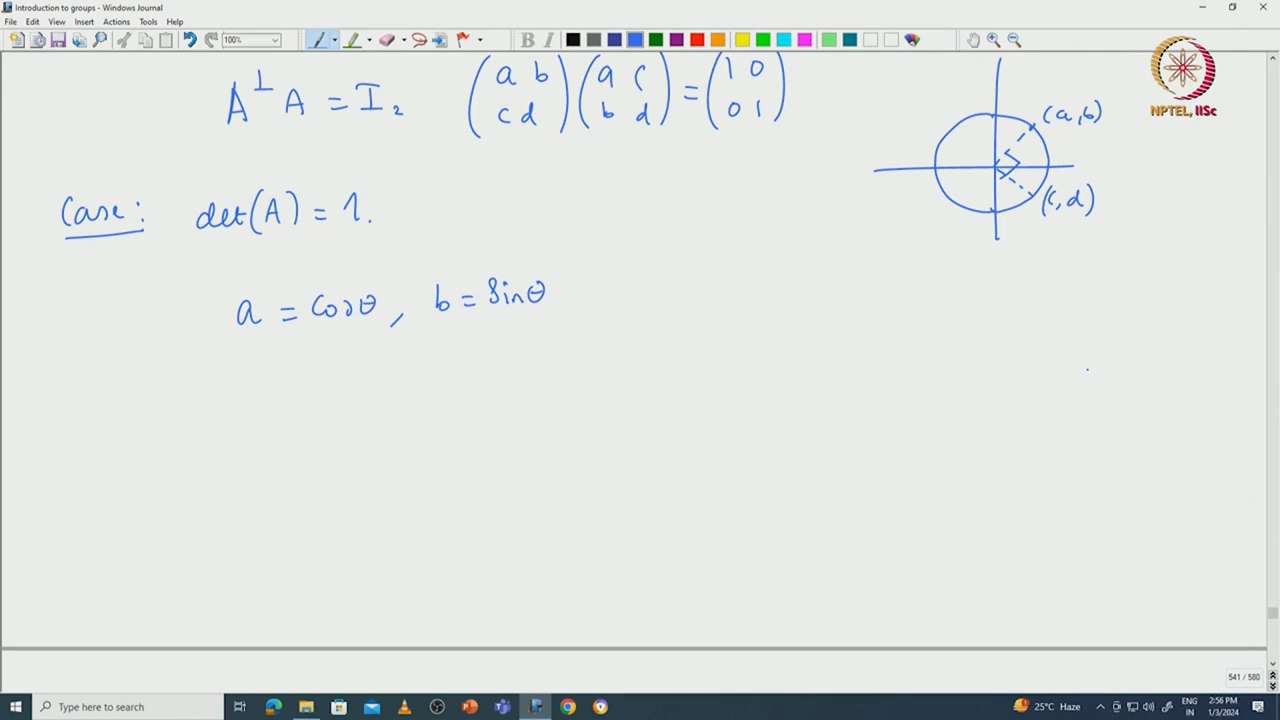 Introduction to groups - Windows Journal
File Edit View Insert Actions Tools Help
100%
B I
NPTEL, IISc
A⊥ A = I₂ (a b c d) (a c b d) = (1 0 0 1)
(a,b)
(c,d)
Case: det(A) = 1.
a = cosθ, b = Sinθ
541 / 580
Type here to search
25°C Haze
ENG
IN
2:56 PM
1/3/2024